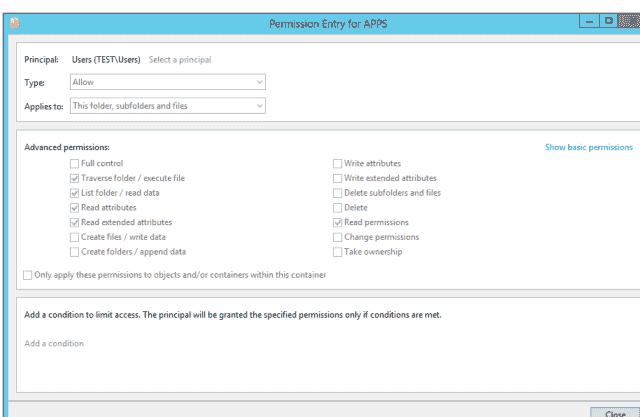 Permission Entry for APPS
Principal: Users (TEST\Users) Select a principal
Type: Allow
Applies to: This folder, subfolders and files
Advanced permissions: Show basic permissions
Full control Write attributes
Traverse folder / execute file Write extended attributes
List folder / read data Delete subfolders and files
Read attributes Delete
Read extended attributes Read permissions
Create files / write data Change permissions
Create folders / append data Take ownership
Only apply these permissions to objects and/or containers within this container
Add a condition to limit access. The principal will be granted the specified permissions only if conditions are met.
Add a condition
Close